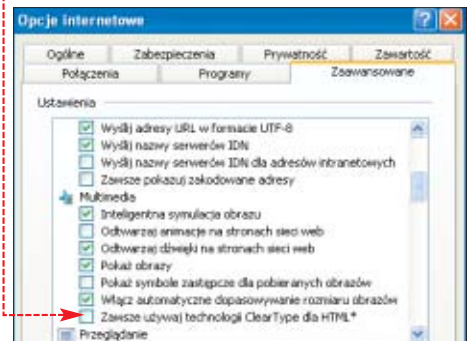 Opcje internetowe
Ogólne Zabezpieczenia Prywatność Zawartość
Połączenia Programy Zaawansowane
Ustawienia
Wyślij adresy URL w formacie UTF-8
Wyślij nazwy serwerów IDN
Wyślij nazwy serwerów IDN dla adresów intranetowych
Zawsze pokazuj zakodowane adresy
Multimedia
Inteligentna symulacja obrazu
Odtwarzaj animacje na stronach sieci web
Odtwarzaj dźwięki na stronach sieci web
Pokaż obrazy
Pokaż symbole zastępcze dla pobieranych obrazów
Włącz automatyczne dopasowywanie rozmiaru obrazów
Zawsze używaj technologii ClearType dla HTML*
Przeglądanie